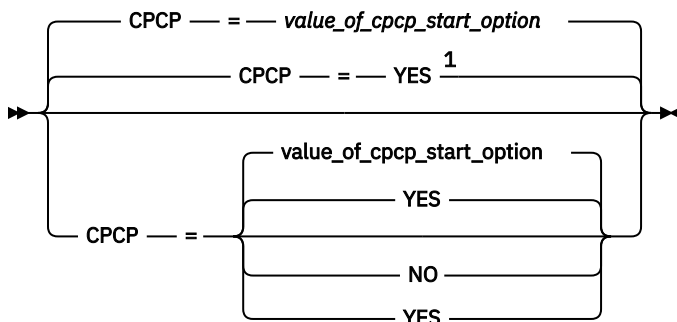 CPCP = value_of_cpcp_start_option
CPCP = YES 1
value_of_cpcp_start_option
YES
CPCP =
NO
YES